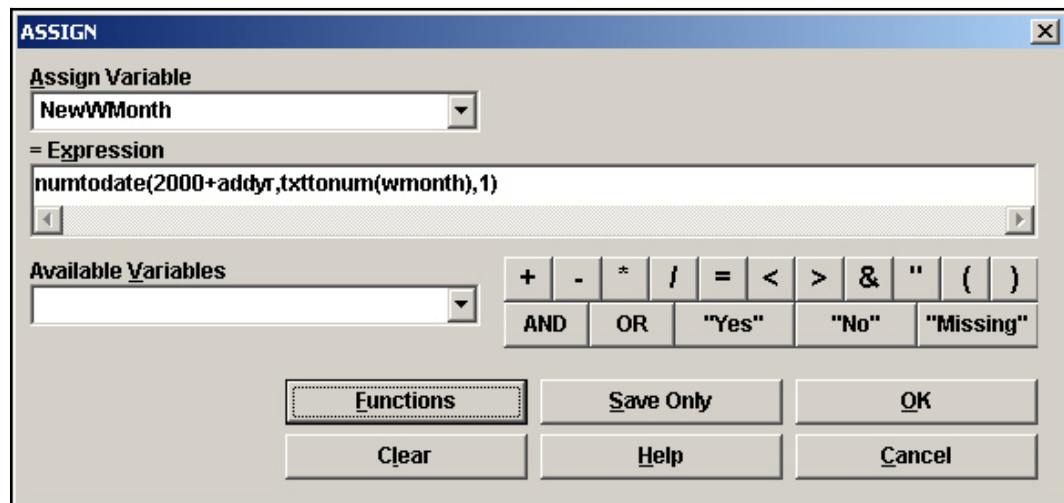 ASSIGN
Assign Variable
NewWMonth
= Expression
numtodate(2000+addyr,txttonum(wmonth),1)
Available Variables
+ - * / = < > & " ( )
AND OR "Yes" "No" "Missing"
Functions Save Only OK
Clear Help Cancel